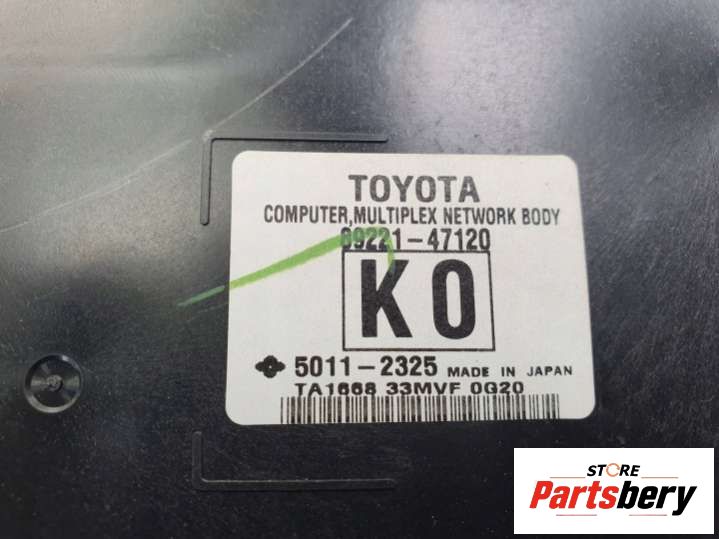 TOYOTA
COMPUTER,MULTIPLEX NETWORK BODY
89221-47120
K0
5011-2325 MADE IN JAPAN
TA1668 33MVF 0G20
STORE
Partsbery